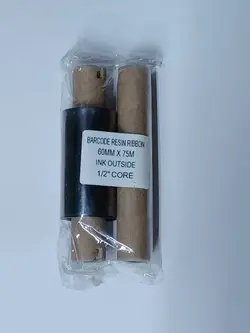 BARCODE RESIN RIBBON
60MM X 75M
INK OUTSIDE
1/2" CORE